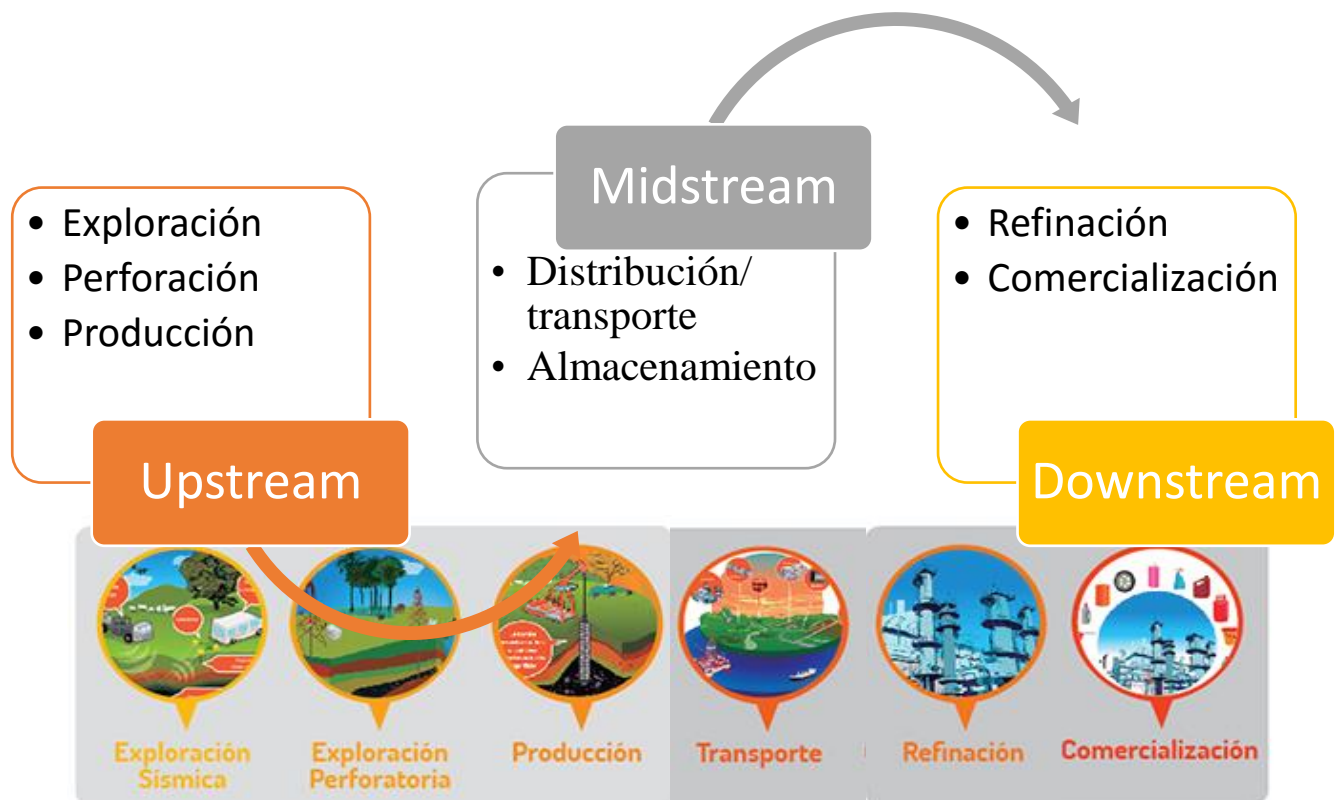 • Exploración
• Perforación
• Producción
Upstream
Midstream
• Distribución/
transporte
• Almacenamiento
• Refinación
• Comercialización
Downstream
Exploración
Sísmica
Exploración
Perforatoria
Producción
Transporte
Refinación
Comercialización